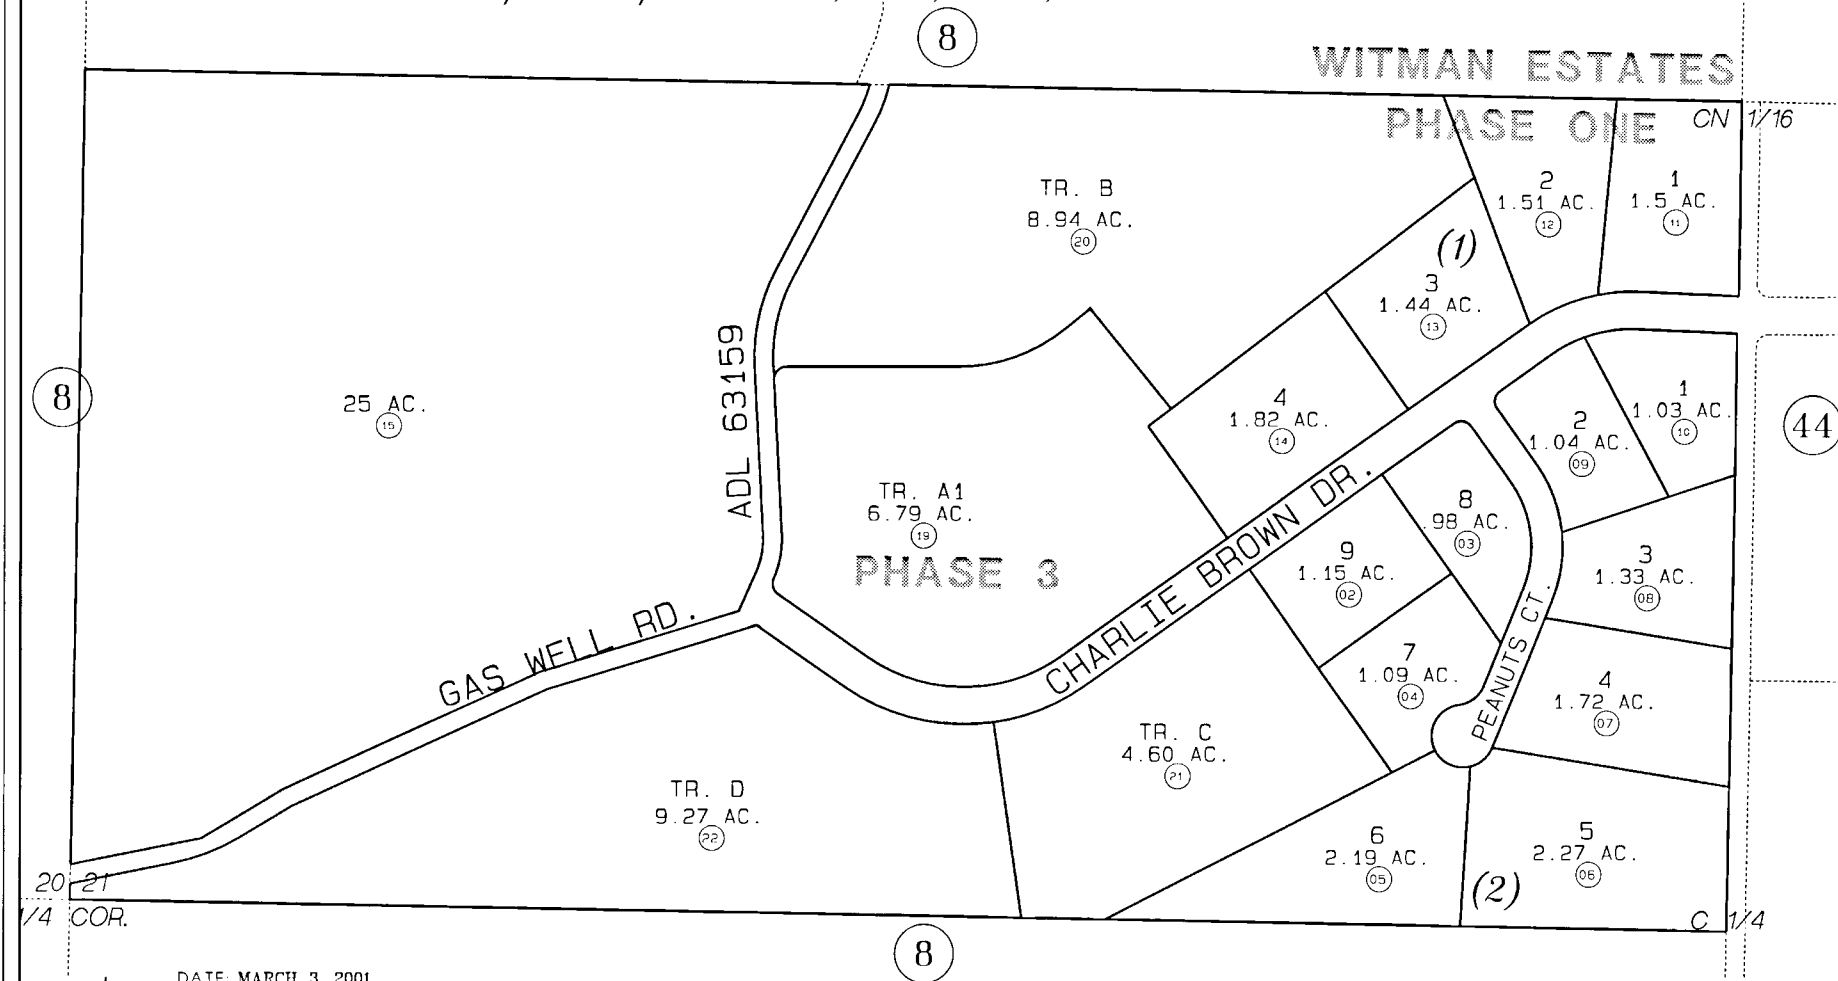 8
WITMAN ESTATES
PHASE ONE
CN 1/16
TR. B
8.94 AC.
20
2
1.51 AC.
12
1
1.5 AC.
11
(1)
3
1.44 AC.
13
ADL 63159
8
25 AC.
15
4
1.82 AC.
14
1
1.03 AC.
10
2
1.04 AC.
09
44
TR. A1
6.79 AC.
19
PHASE 3
8
.98 AC.
03
9
1.15 AC.
02
3
1.33 AC.
08
CHARLIE BROWN DR.
GAS WELL RD.
PEANUTS CT.
7
1.09 AC.
04
4
1.72 AC.
07
TR. C
4.60 AC.
21
TR. D
9.27 AC.
22
6
2.19 AC.
05
5
2.27 AC.
06
(2)
20 21
1/4 COR.
C 1/4
8
DATE: MARCH 3, 2001